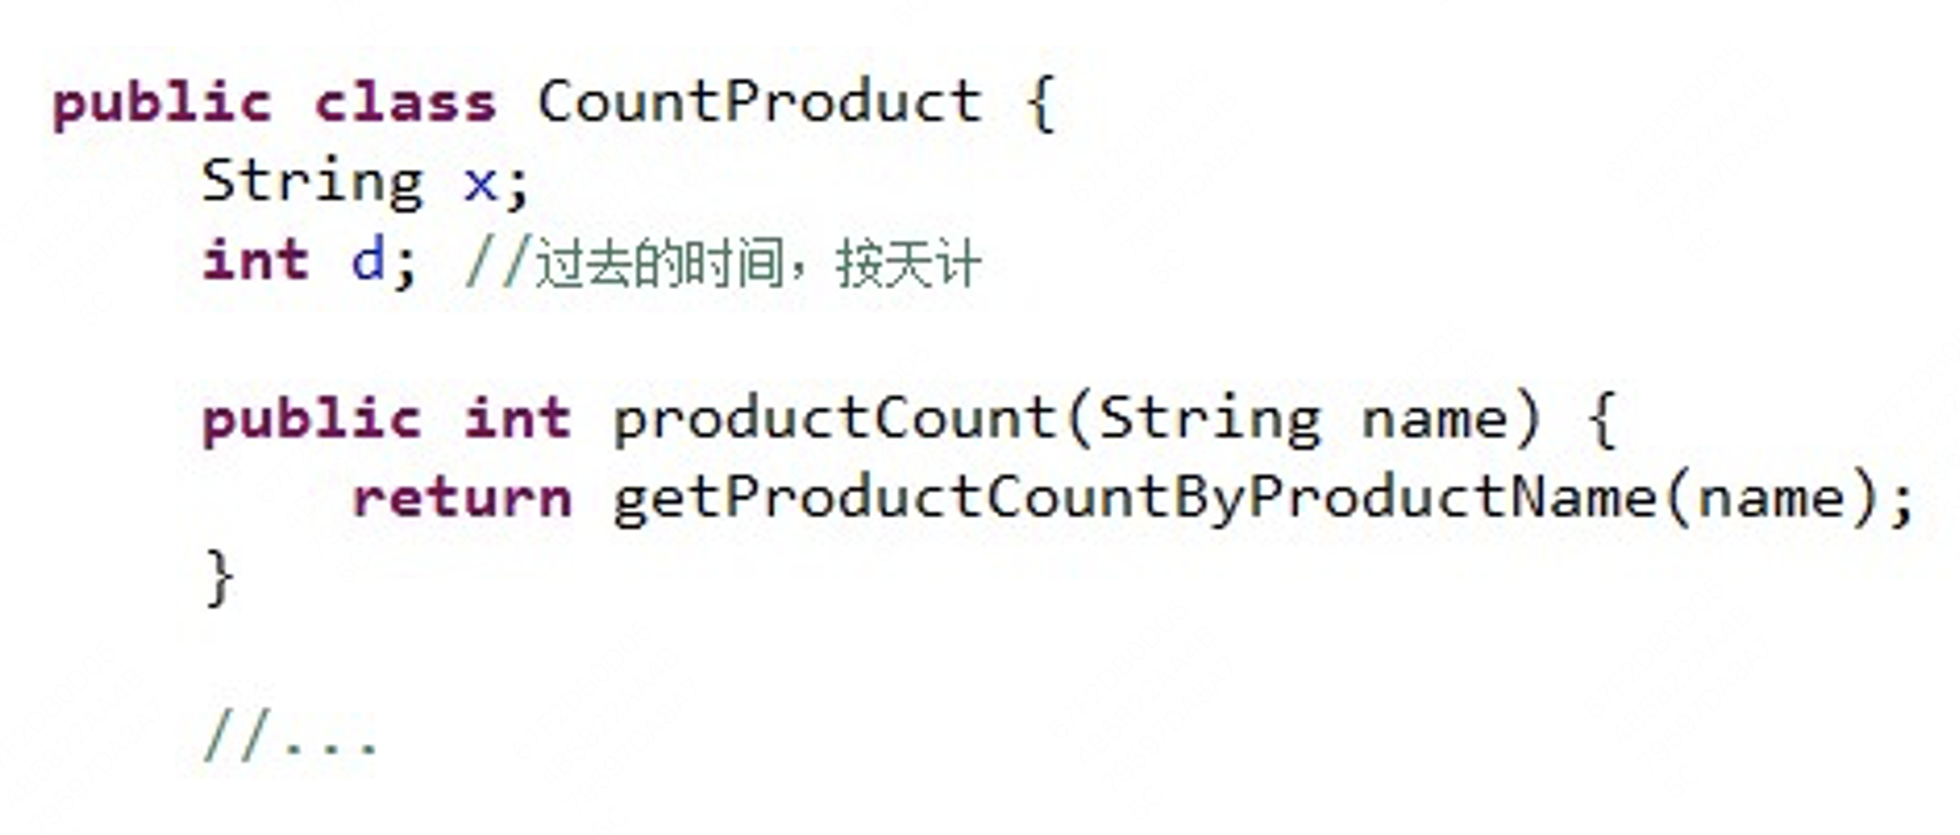 public class CountProduct {
String x;
int d; //过去的时间，按天计
public int productCount(String name) {
return getProductCountByProductName(name);
}
//...